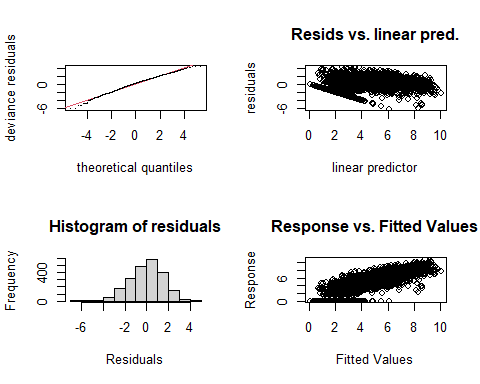 deviance residuals
0
-6
-4 -2 0 2 4
theoretical quantiles
Resids vs. linear pred.
residuals
0
-6
0 2 4 6 8 10
linear predictor
Histogram of residuals
Frequency
400
0
-6 -2 0 2 4
Residuals
Response vs. Fitted Values
Response
6
0
0 2 4 6 8 10
Fitted Values